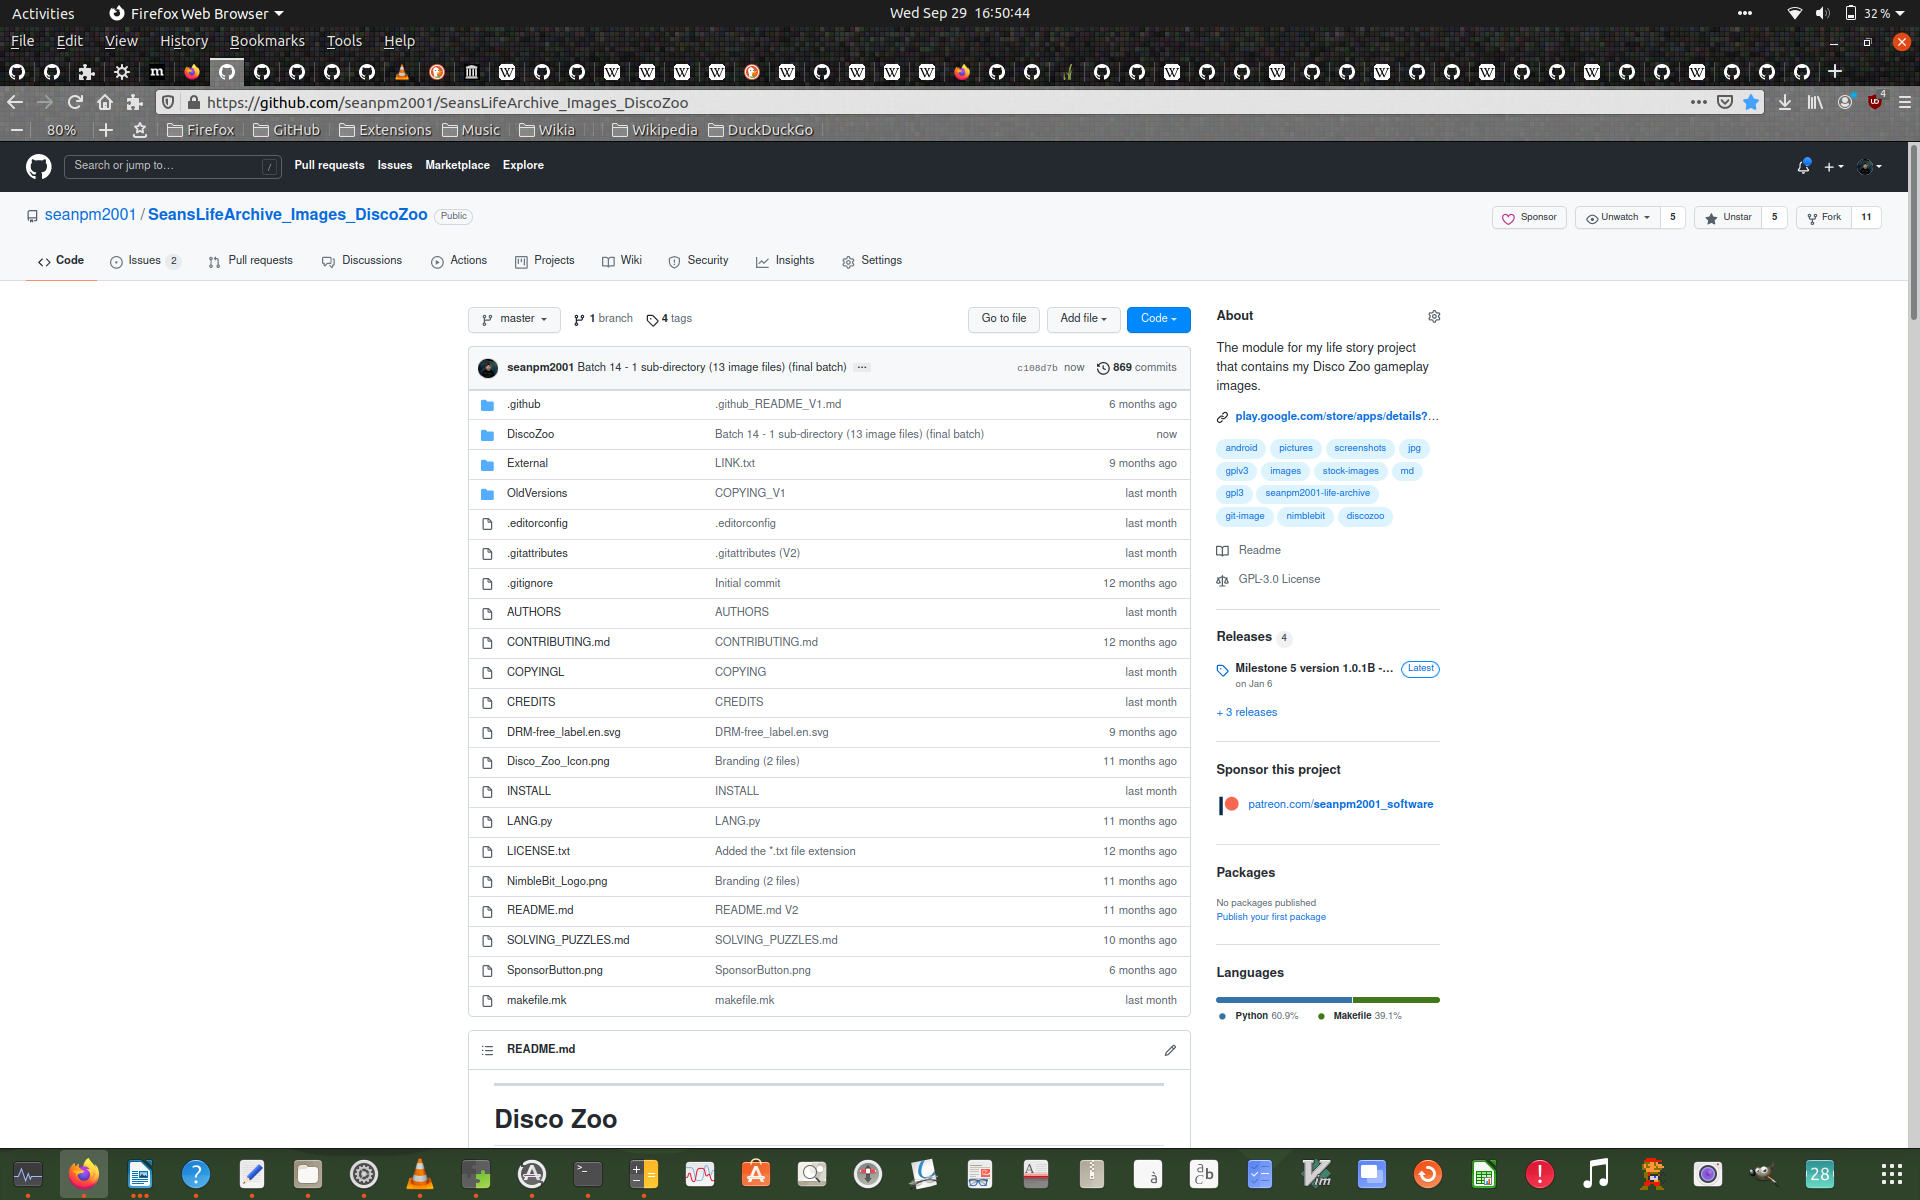 Activities Firefox Web Browser Wed Sep 29 16:50:44 32 %
File Edit View History Bookmarks Tools Help
https://github.com/seanpm2001/SeansLifeArchive_Images_DiscoZoo 4
80% Firefox GitHub Extensions Music Wikia Wikipedia DuckDuckGo
Search or jump to... / Pull requests Issues Marketplace Explore
seanpm2001 / SeansLifeArchive_Images_DiscoZoo Public Sponsor Unwatch 5 Unstar 5 Fork 11
Code Issues 2 Pull requests Discussions Actions Projects Wiki Security Insights Settings
master 1 branch 4 tags Go to file Add file Code
seanpm2001 Batch 14 - 1 sub-directory (13 image files) (final batch) ... c108d7b now 869 commits
.github .github_README_V1.md 6 months ago
DiscoZoo Batch 14 - 1 sub-directory (13 image files) (final batch) now
External LINK.txt 9 months ago
OldVersions COPYING_V1 last month
.editorconfig .editorconfig last month
.gitattributes .gitattributes (V2) last month
.gitignore Initial commit 12 months ago
AUTHORS AUTHORS last month
CONTRIBUTING.md CONTRIBUTING.md 12 months ago
COPYINGL COPYING last month
CREDITS CREDITS last month
DRM-free_label.en.svg DRM-free_label.en.svg 9 months ago
Disco_Zoo_Icon.png Branding (2 files) 11 months ago
INSTALL INSTALL last month
LANG.py LANG.py 11 months ago
LICENSE.txt Added the *.txt file extension 12 months ago
NimbleBit_Logo.png Branding (2 files) 11 months ago
README.md README.md V2 11 months ago
SOLVING_PUZZLES.md SOLVING_PUZZLES.md 10 months ago
SponsorButton.png SponsorButton.png 6 months ago
makefile.mk makefile.mk last month
README.md
Disco Zoo
About
The module for my life story project
that contains my Disco Zoo gameplay
images.
play.google.com/store/apps/details?...
android pictures screenshots jpg
gplv3 images stock-images md
gpl3 seanpm2001-life-archive
git-image nimblebit discozoo
Readme
GPL-3.0 License
Releases 4
Milestone 5 version 1.0.1B -... Latest
on Jan 6
+ 3 releases
Sponsor this project
patreon.com/seanpm2001_software
Packages
No packages published
Publish your first package
Languages
Python 60.9% Makefile 39.1%
28